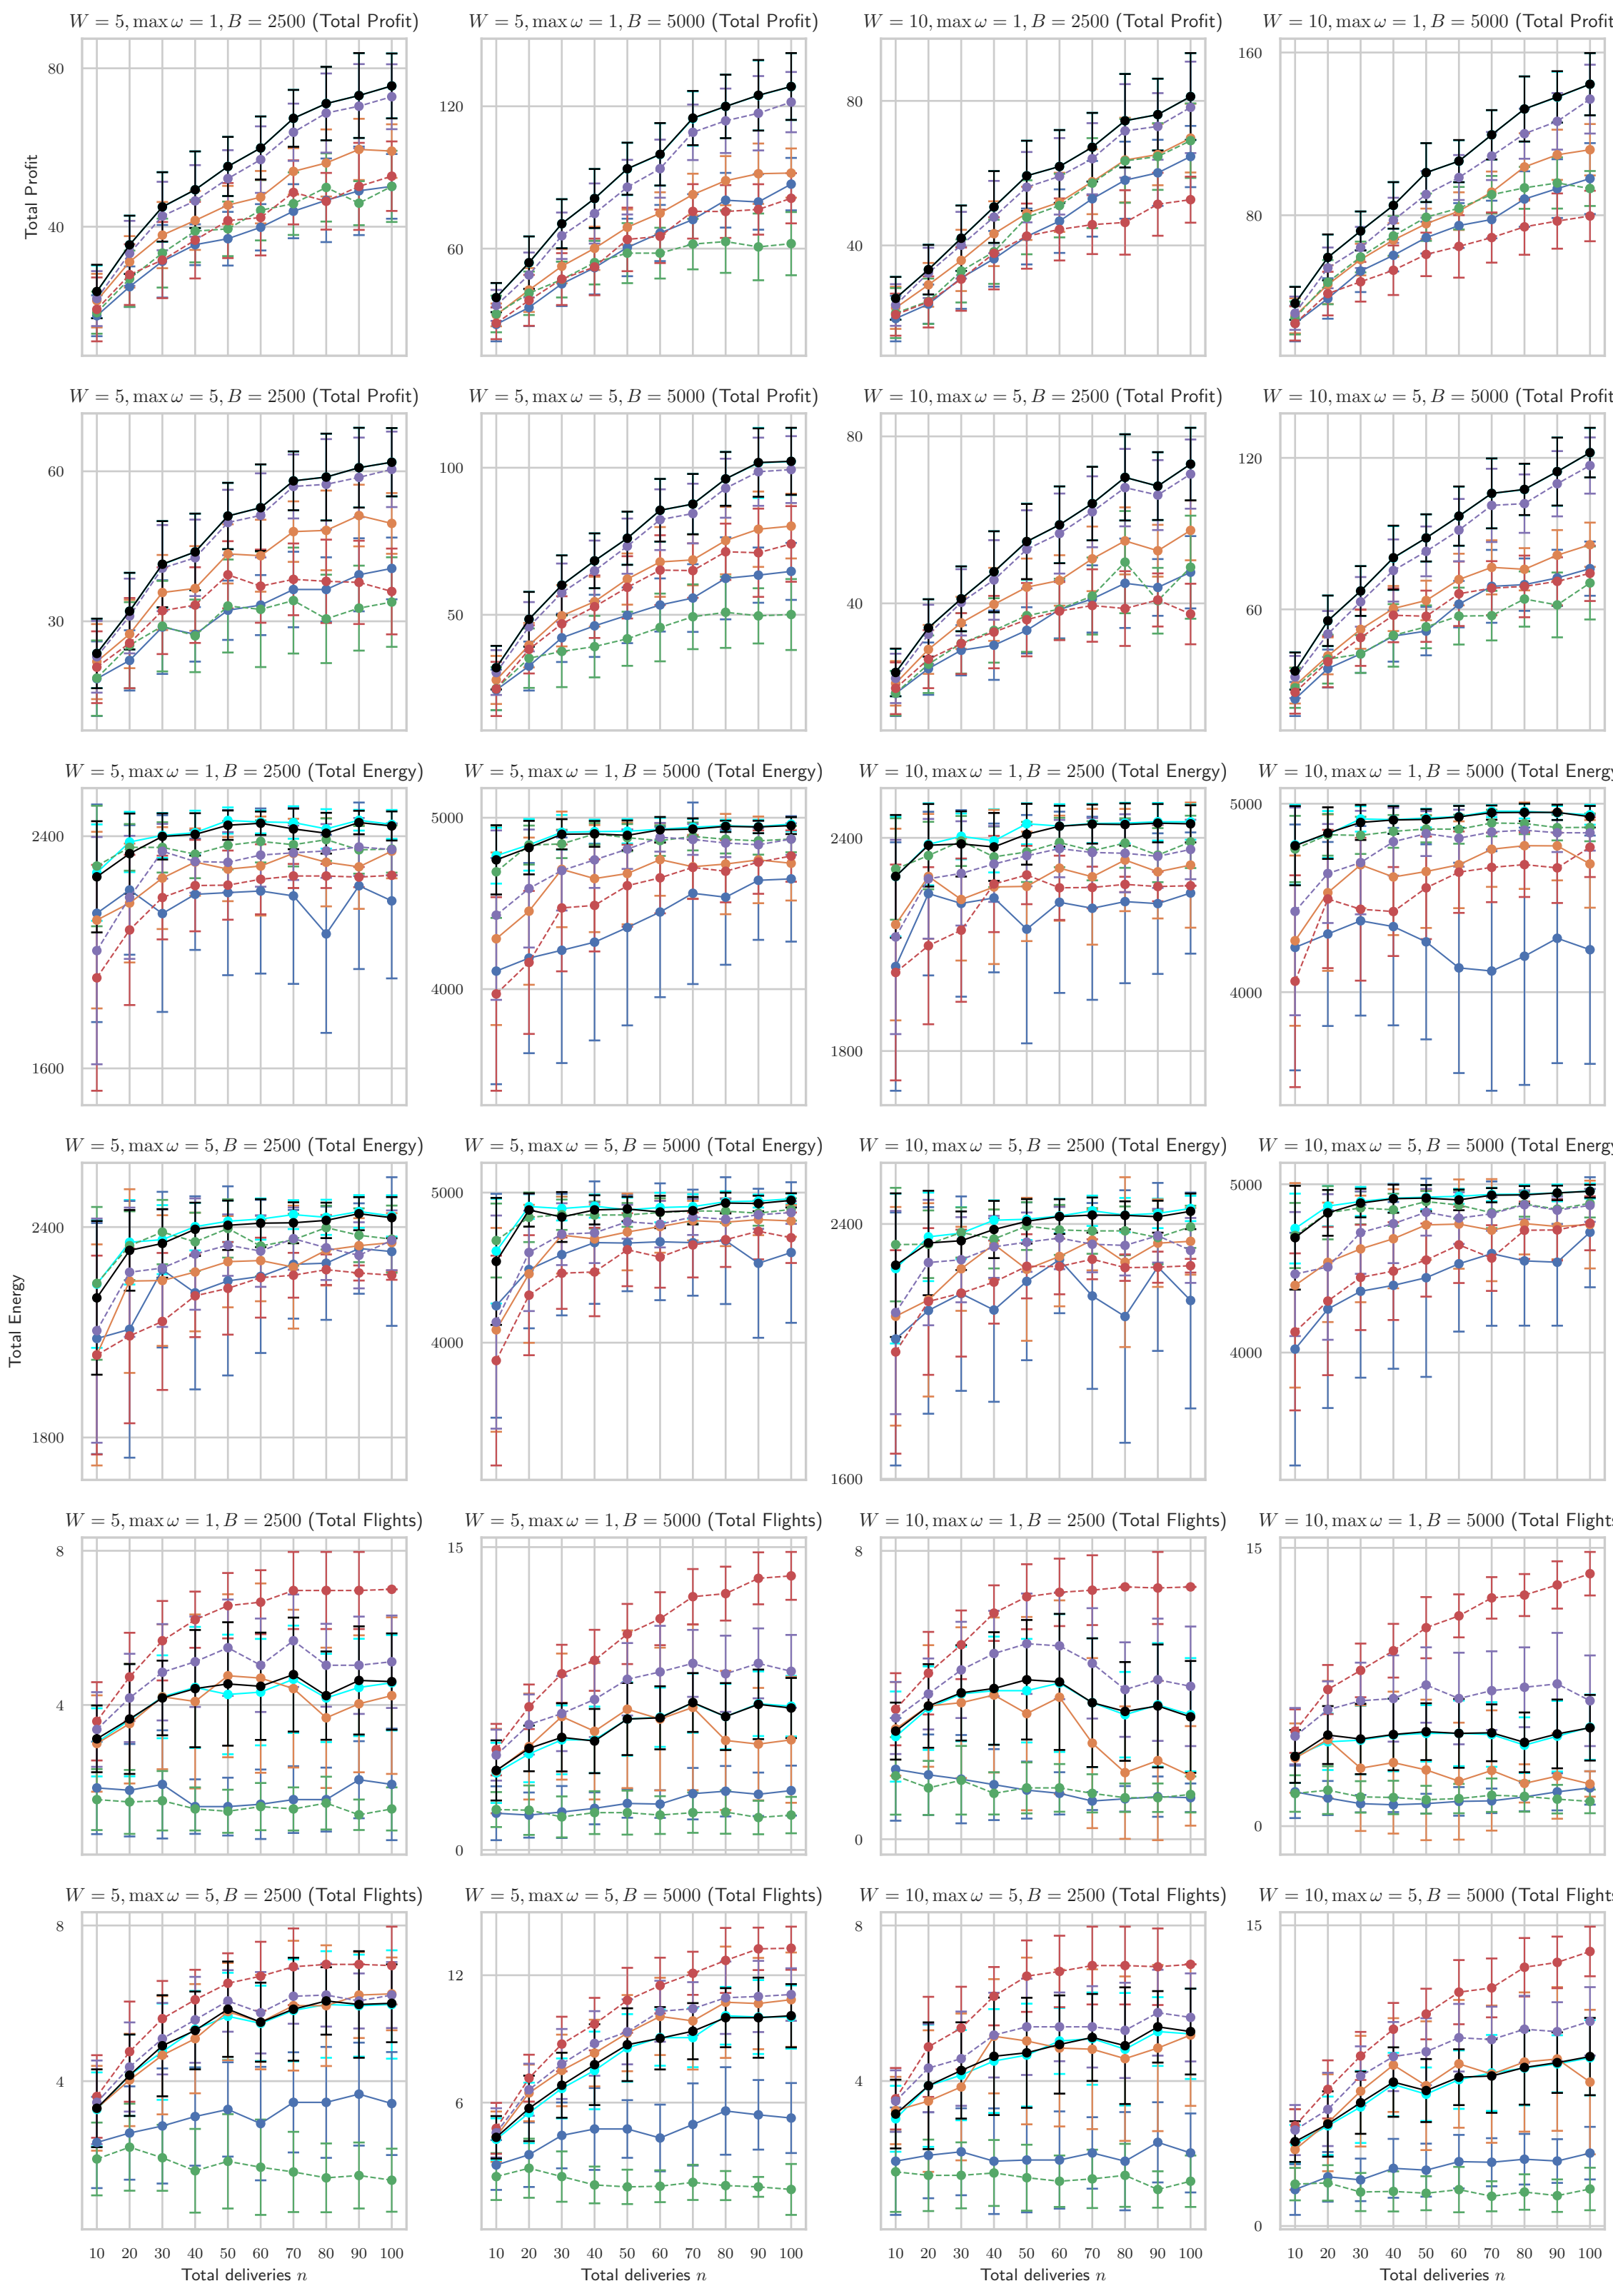 W = 5, max ω = 1, B = 2500 (Total Profit)
W = 5, max ω = 1, B = 5000 (Total Profit)
W = 10, max ω = 1, B = 2500 (Total Profit)
W = 10, max ω = 1, B = 5000 (Total Profit
80
40
120
60
80
40
160
80
Total Profit
W = 5, max ω = 5, B = 2500 (Total Profit)
W = 5, max ω = 5, B = 5000 (Total Profit)
W = 10, max ω = 5, B = 2500 (Total Profit)
W = 10, max ω = 5, B = 5000 (Total Profit
60
30
100
50
80
40
120
60
W = 5, max ω = 1, B = 2500 (Total Energy)
W = 5, max ω = 1, B = 5000 (Total Energy)
W = 10, max ω = 1, B = 2500 (Total Energy)
W = 10, max ω = 1, B = 5000 (Total Energy
2400
1600
5000
4000
2400
1800
5000
4000
W = 5, max ω = 5, B = 2500 (Total Energy)
W = 5, max ω = 5, B = 5000 (Total Energy)
W = 10, max ω = 5, B = 2500 (Total Energy)
W = 10, max ω = 5, B = 5000 (Total Energy
2400
1800
5000
4000
2400
1600
5000
4000
Total Energy
W = 5, max ω = 1, B = 2500 (Total Flights)
W = 5, max ω = 1, B = 5000 (Total Flights)
W = 10, max ω = 1, B = 2500 (Total Flights)
W = 10, max ω = 1, B = 5000 (Total Flights
8
4
15
0
8
0
15
0
W = 5, max ω = 5, B = 2500 (Total Flights)
W = 5, max ω = 5, B = 5000 (Total Flights)
W = 10, max ω = 5, B = 2500 (Total Flights)
W = 10, max ω = 5, B = 5000 (Total Flights
8
4
12
6
8
4
15
0
10 20 30 40 50 60 70 80 90 100
10 20 30 40 50 60 70 80 90 100
10 20 30 40 50 60 70 80 90 100
10 20 30 40 50 60 70 80 90 100
Total deliveries n
Total deliveries n
Total deliveries n
Total deliveries n